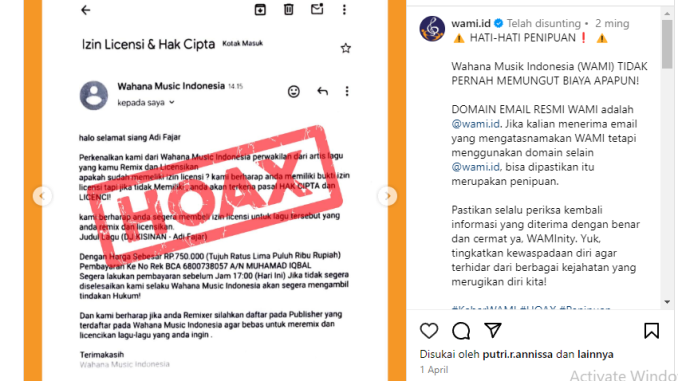 Izin Licensi & Hak Cipta Kotak Masuk
Wahana Music Indonesia 14.15
kepada saya
halo selamat siang Adi Fajar
Perkenalkan kami dari Wahana Music Indonesia perwakilan dari artis lagu
yang kamu Remix dan Licensikan
apakah sudah memeliki izin licensi ? kami berharap anda memiliki bukti izin
licensi tapi jika tidak Memiliki , anda akan terkena pasal HAK CIPTA dan
LICENCI!
kami berharap anda segera membeli izin licensi untuk lagu tersebut yang
anda remix dan licensikan.
Judul Lagu (DJ KISINAN - Adi Fajar)
HOAX
Dengan Harga Sebesar RP.750.000 (Tujuh Ratus Lima Puluh Ribu Rupiah)
Pembayaran Ke No Rek BCA 6800738057 A/N MUHAMAD IQBAL
Segera lakukan pembayaran sebelum Jam 17:00 (Hari Ini) Jika tidak segera
diselesaikan kami selaku Wahana Music Indonesia akan segera mengambil
tindakan Hukum!
Dan kami berharap jika anda Remixer silahkan daftar pada Publisher yang
terdaftar pada Wahana Music Indonesia agar bebas untuk meremix dan
licencikan lagu-lagu yang anda ingin .
Terimakasih
Wahana Music Indonesia
wami.id Telah disunting • 2 ming
⚠️ HATI-HATI PENIPUAN❗ ⚠️
Wahana Musik Indonesia (WAMI) TIDAK
PERNAH MEMUNGUT BIAYA APAPUN!
DOMAIN EMAIL RESMI WAMI adalah
@wami.id. Jika kalian menerima email
yang mengatasnamakan WAMI tetapi
menggunakan domain selain
@wami.id, bisa dipastikan itu
merupakan penipuan.
Pastikan selalu periksa kembali
informasi yang diterima dengan benar
dan cermat ya, WAMInity. Yuk,
tingkatkan kewaspadaan diri agar
terhidar dari berbagai kejahatan yang
merugikan diri kita!
#KabarWAMI #HOAX #Penipuan
Disukai oleh putri.r.annissa dan lainnya
1 April
Activate Windo